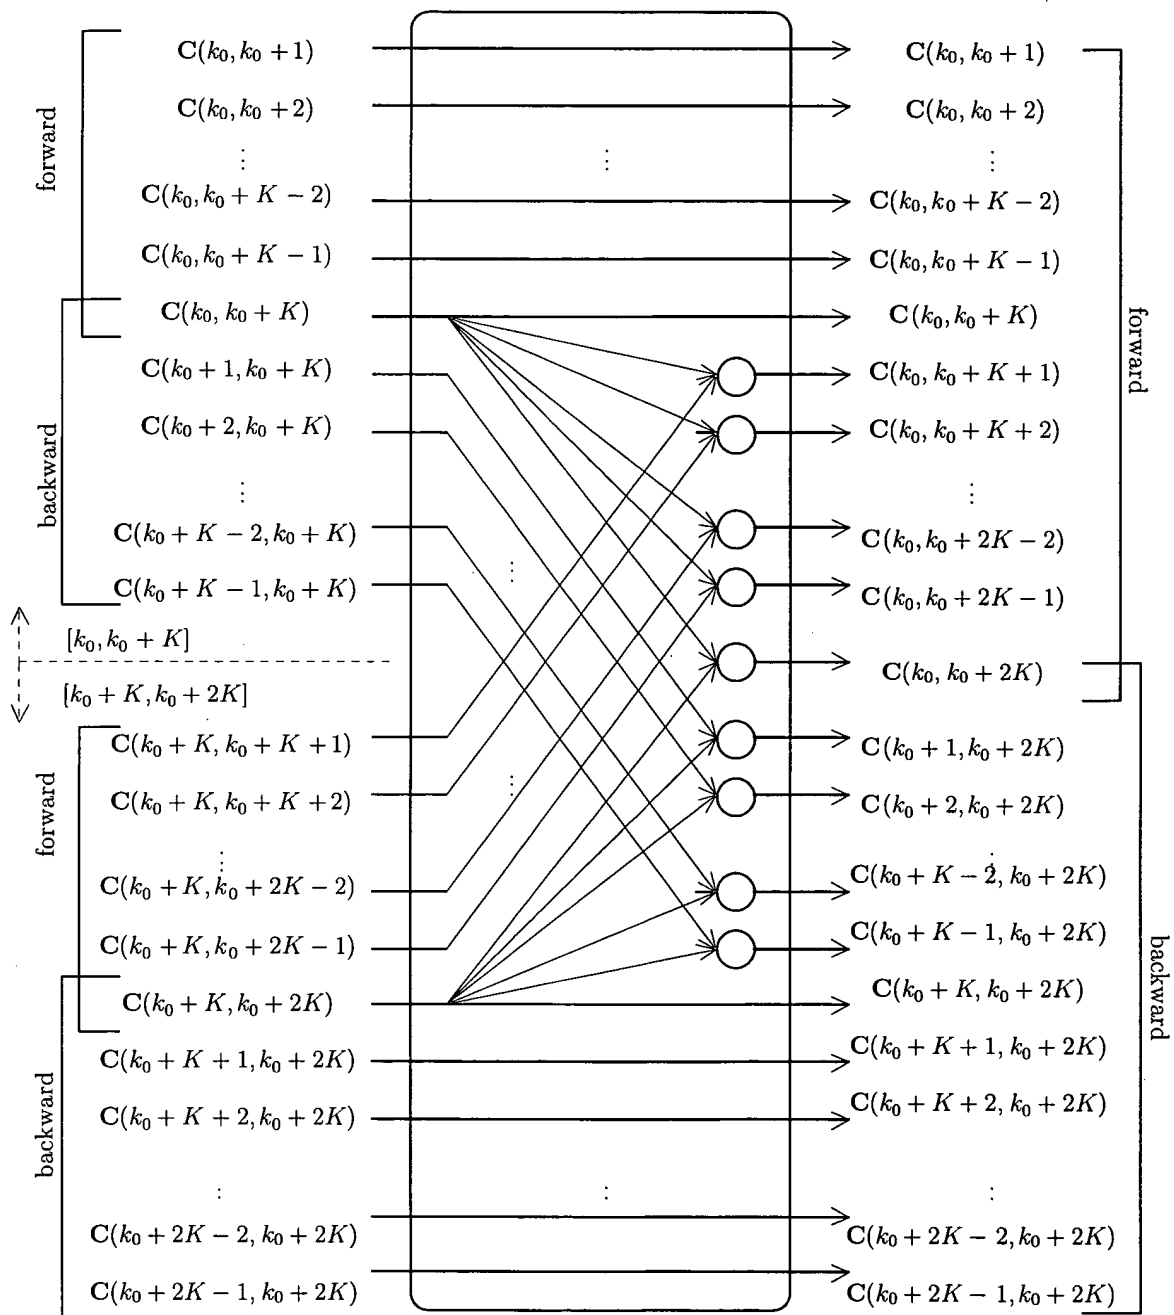 forward
backward
C(k₀, k₀ + 1)
C(k₀, k₀ + 2)
⋮
C(k₀, k₀ + K − 2)
C(k₀, k₀ + K − 1)
C(k₀, k₀ + K)
C(k₀ + 1, k₀ + K)
C(k₀ + 2, k₀ + K)
⋮
C(k₀ + K − 2, k₀ + K)
C(k₀ + K − 1, k₀ + K)
[k₀, k₀ + K]
[k₀ + K, k₀ + 2K]
forward
backward
C(k₀ + K, k₀ + K + 1)
C(k₀ + K, k₀ + K + 2)
⋮
C(k₀ + K, k₀ + 2K − 2)
C(k₀ + K, k₀ + 2K − 1)
C(k₀ + K, k₀ + 2K)
C(k₀ + K + 1, k₀ + 2K)
C(k₀ + K + 2, k₀ + 2K)
⋮
C(k₀ + 2K − 2, k₀ + 2K)
C(k₀ + 2K − 1, k₀ + 2K)
⋮
⋮
⋮
⋮
C(k₀, k₀ + 1)
C(k₀, k₀ + 2)
⋮
C(k₀, k₀ + K − 2)
C(k₀, k₀ + K − 1)
C(k₀, k₀ + K)
C(k₀, k₀ + K + 1)
C(k₀, k₀ + K + 2)
⋮
C(k₀, k₀ + 2K − 2)
C(k₀, k₀ + 2K − 1)
C(k₀, k₀ + 2K)
C(k₀ + 1, k₀ + 2K)
C(k₀ + 2, k₀ + 2K)
⋮
C(k₀ + K − 2, k₀ + 2K)
C(k₀ + K − 1, k₀ + 2K)
C(k₀ + K, k₀ + 2K)
C(k₀ + K + 1, k₀ + 2K)
C(k₀ + K + 2, k₀ + 2K)
⋮
C(k₀ + 2K − 2, k₀ + 2K)
C(k₀ + 2K − 1, k₀ + 2K)
forward
backward